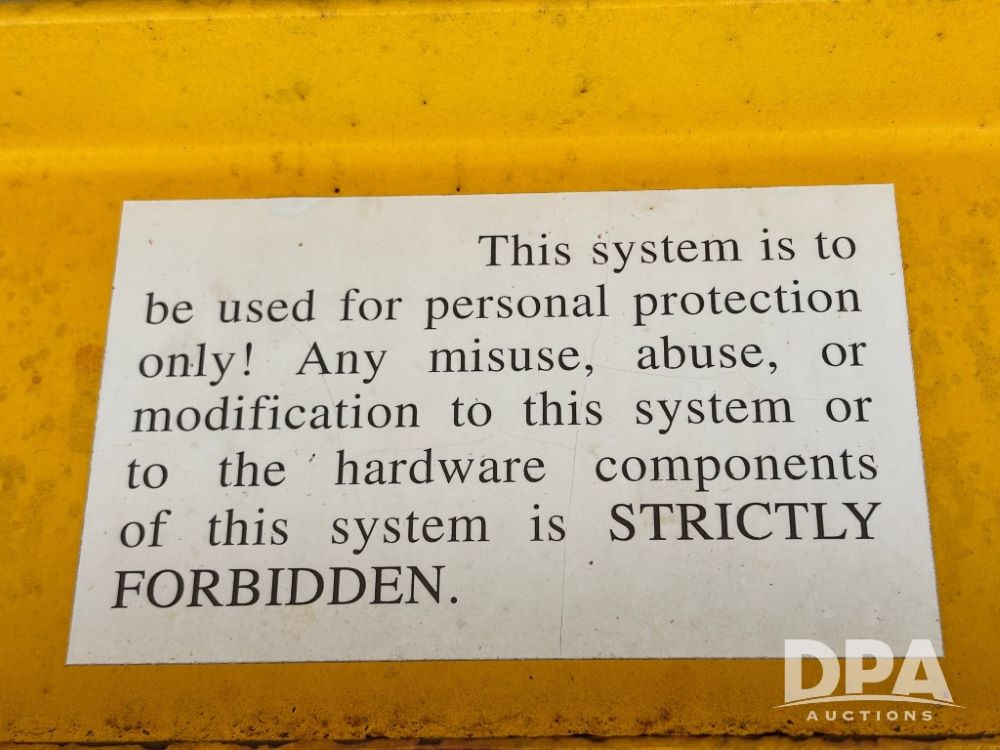 This system is to
be used for personal protection
only! Any misuse, abuse, or
modification to this system or
to the hardware components
of this system is STRICTLY
FORBIDDEN.
DPA
AUCTIONS